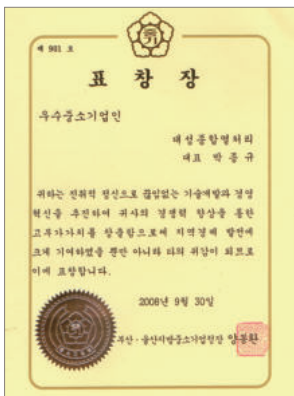 중기
제 901 호
표 창 장
우수중소기업인
대성종합열처리
대표 박종규
귀하는 진취적 정신으로 끊임없는 기술개발과 경영
혁신을 추진하여 귀사의 경쟁력 향상을 통한
고부가가치를 창출함으로써 지역경제 발전에
크게 기여하였을 뿐만 아니라 타의 귀감이 되므로
이에 표창합니다.
2008년 9월 30일
부산·울산지방중소기업청장